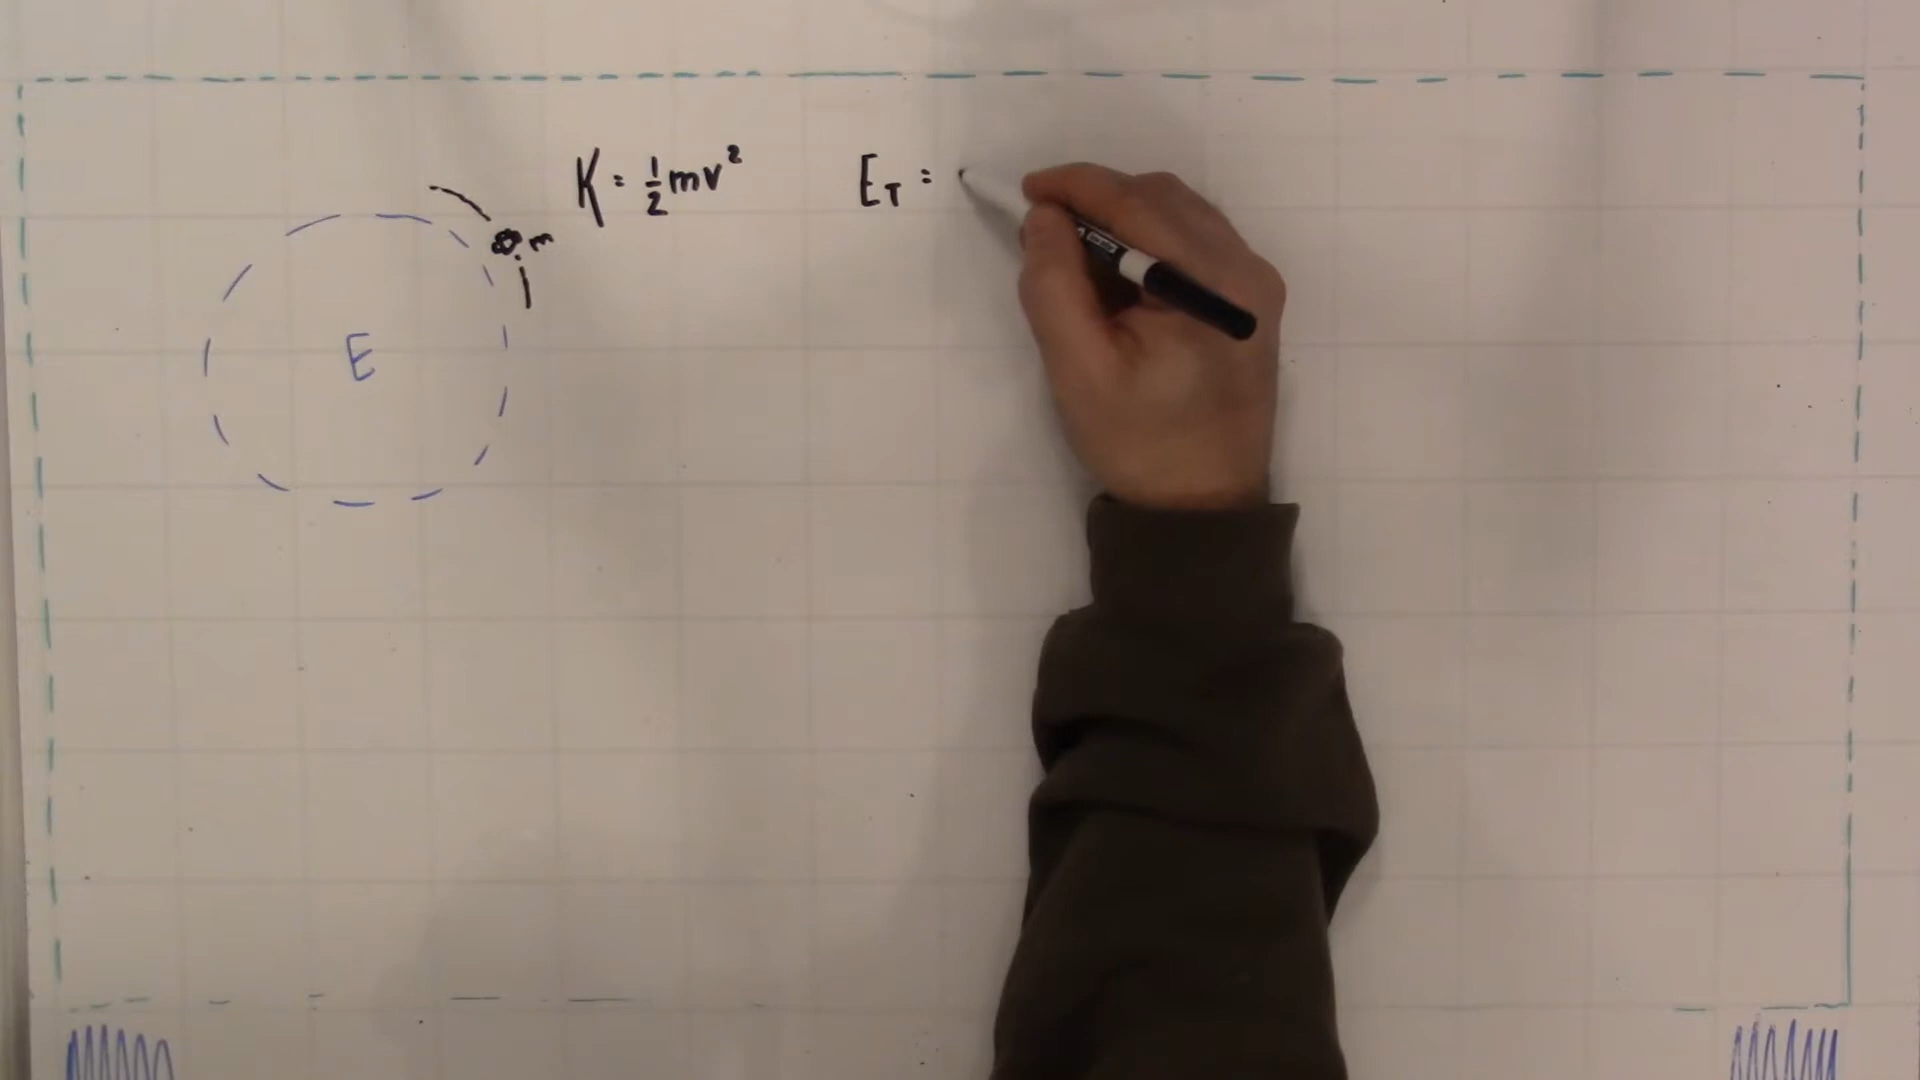 K = ½mv² E_T =
m
E